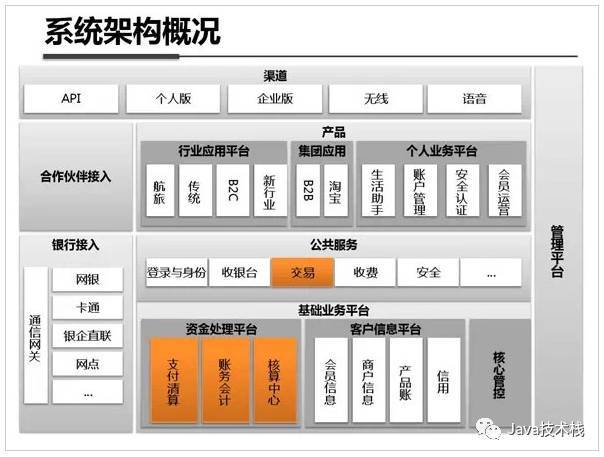 系统架构概况
渠道
API
个人版
企业版
无线
语音
合作伙伴接入
产品
行业应用平台
航旅
传统
B2C
新行业
集团应用
B2B
淘宝
个人业务平台
生活助手
账户管理
安全认证
会员运营
管理平台
银行接入
通信网关
网银
卡通
银企直联
网点
...
公共服务
登录与身份
收银台
交易
收费
安全
...
基础业务平台
资金处理平台
支付清算
账务会计
核算中心
客户信息平台
会员信息
商户信息
产品账
信用
核心管控
Java技术栈